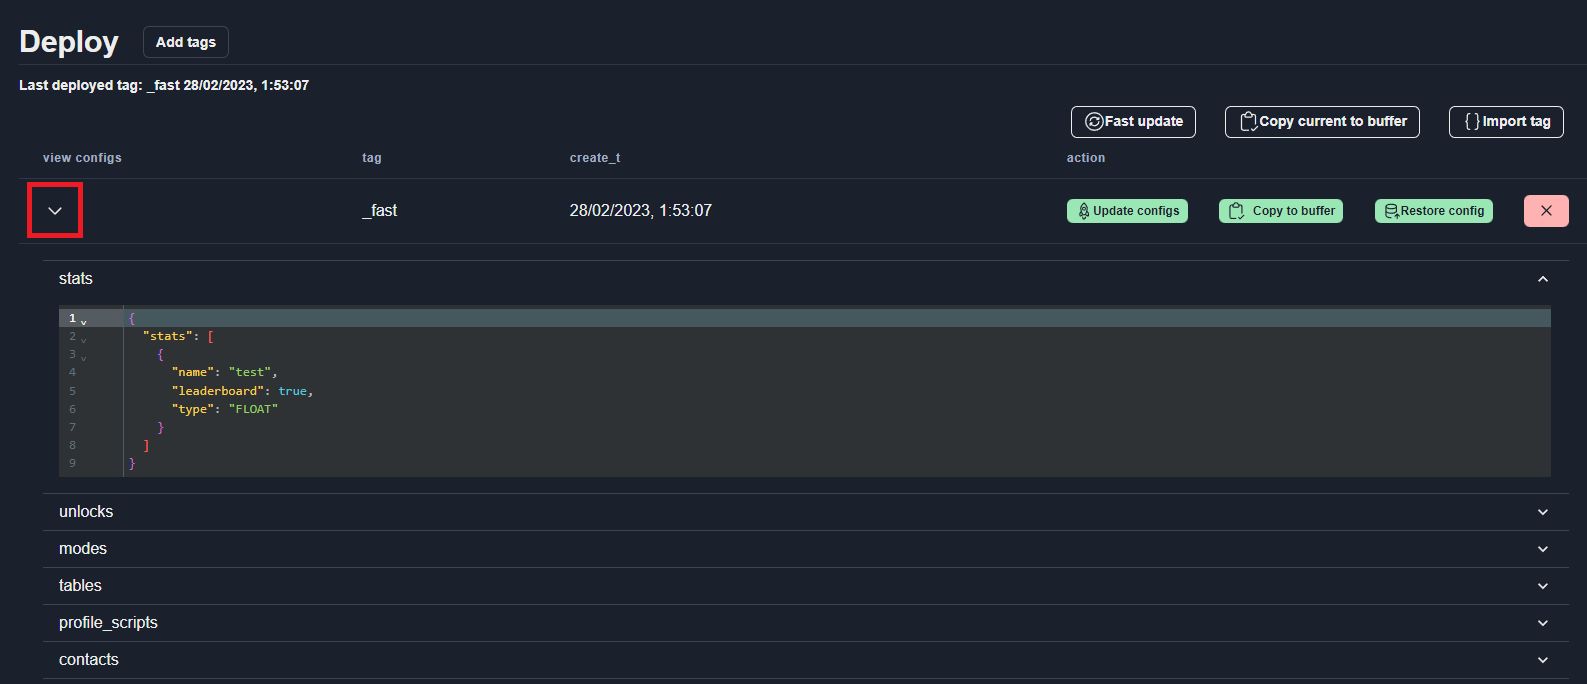 Deploy Add tags
Last deployed tag: _fast 28/02/2023, 1:53:07
Fast update Copy current to buffer { } Import tag
view configs tag create_t action
_fast 28/02/2023, 1:53:07 Update configs Copy to buffer Restore config
stats
1 {
2 "stats": [
3 {
4 "name": "test",
5 "leaderboard": true,
6 "type": "FLOAT"
7 }
8 ]
9 }
unlocks
modes
tables
profile_scripts
contacts